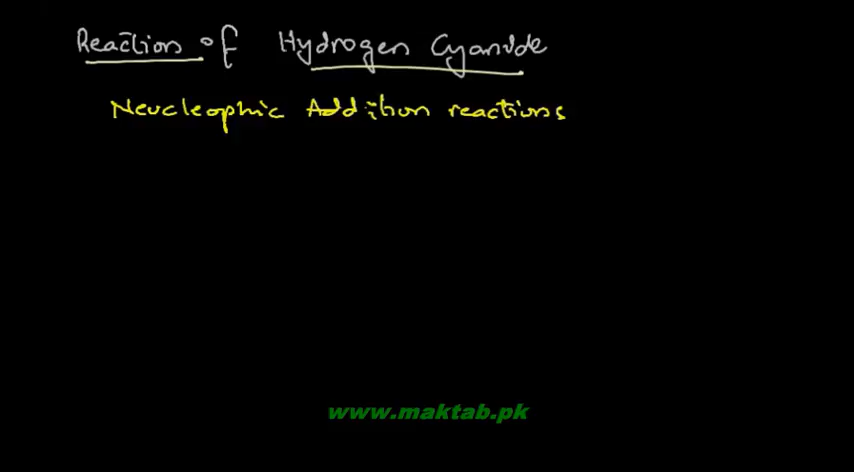 Reaction of Hydrogen Cyanide
Neucleophic Addition reactions
www.maktab.pk